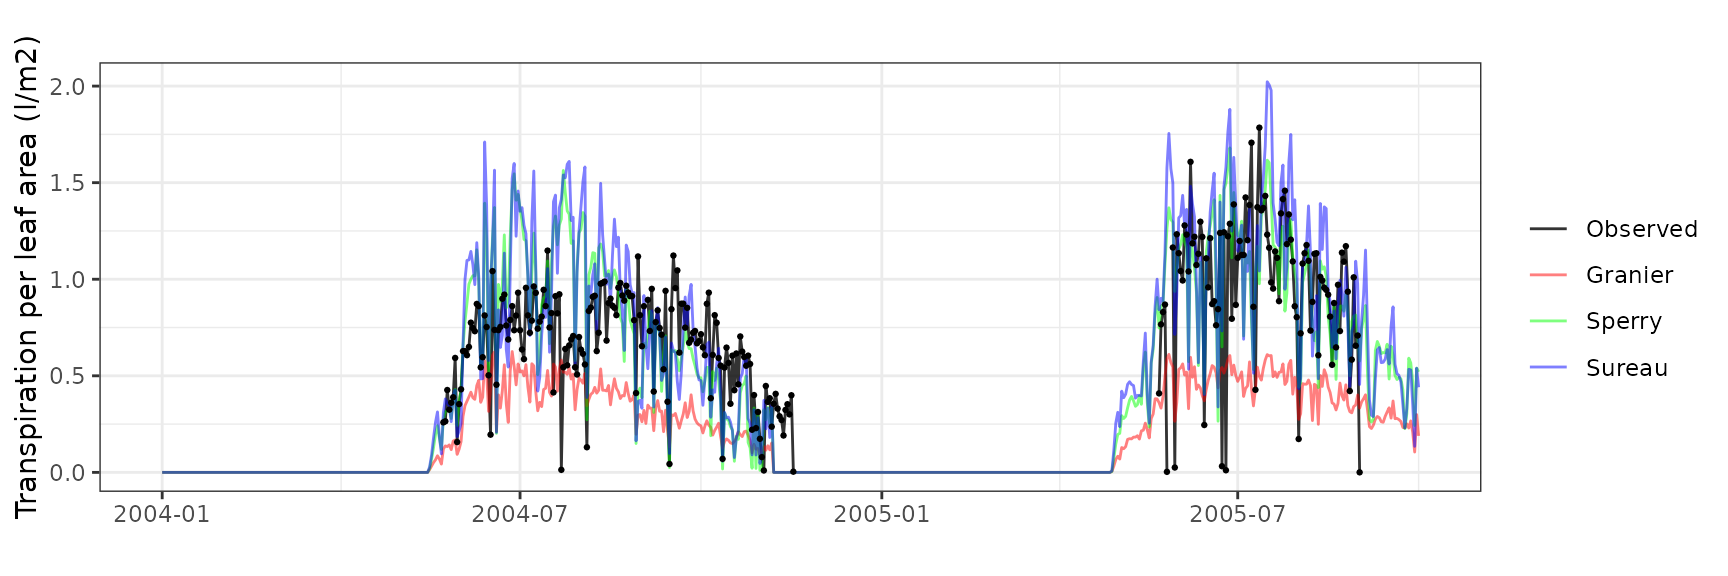 Transpiration per leaf area (l/m2)
2.0
1.5
1.0
0.5
0.0
2004-01
2004-07
2005-01
2005-07
Observed
Granier
Sperry
Sureau